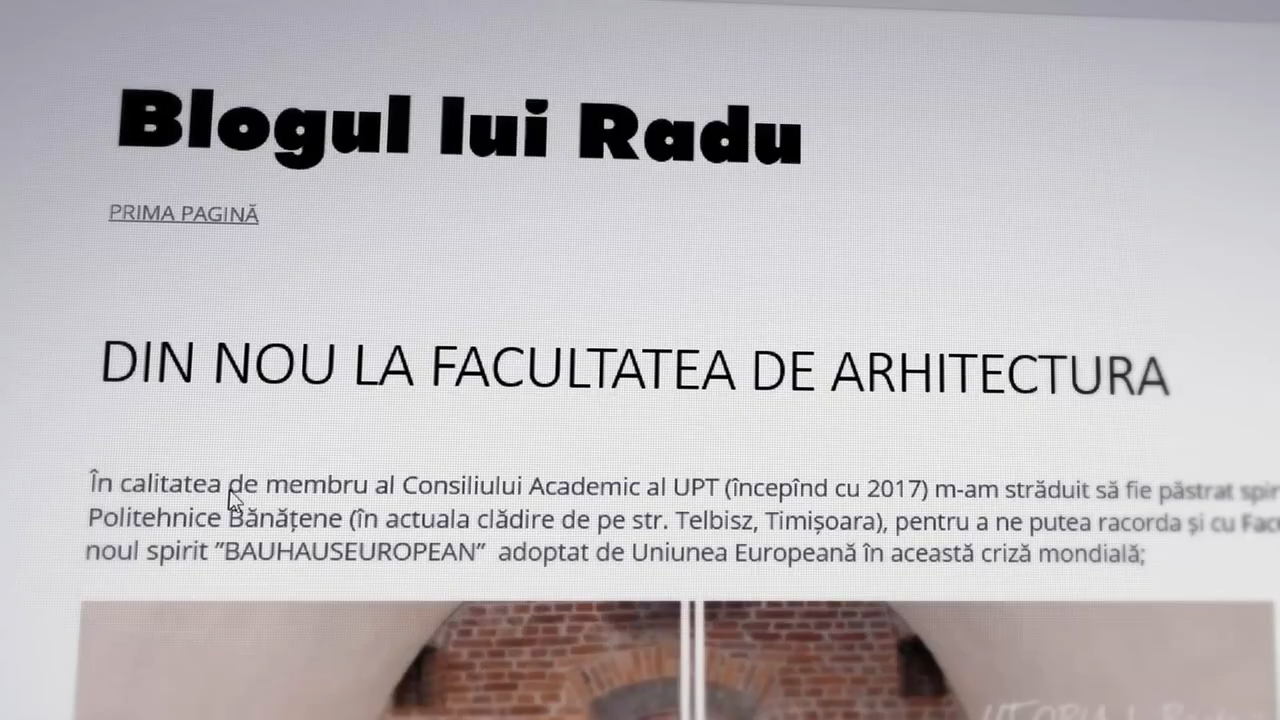 Blogul lui Radu
PRIMA PAGINĂ
DIN NOU LA FACULTATEA DE ARHITECTURA
În calitatea de membru al Consiliului Academic al UPT (începînd cu 2017) m-am străduit să fie păstrat
Politehnice Bănățene (în actuala clădire de pe str. Telbisz, Timișoara), pentru a ne putea racorda și cu
noul spirit ”BAUHAUSEUROPEAN” adoptat de Uniunea Europeană în această criză mondială;